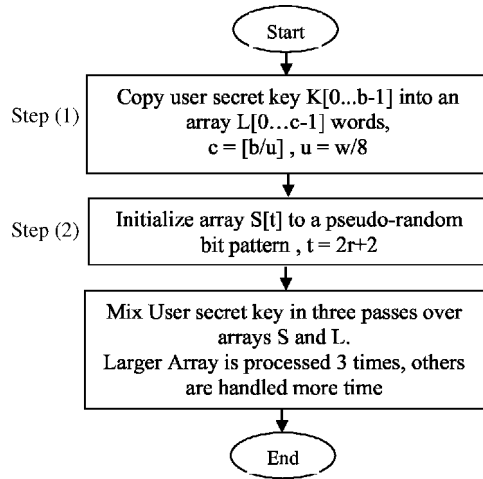 Start
Step (1)
Copy user secret key K[0...b-1] into an
array L[0...c-1] words,
c = [b/u] , u = w/8
Step (2)
Initialize array S[t] to a pseudo-random
bit pattern , t = 2r+2
Mix User secret key in three passes over
arrays S and L.
Larger Array is processed 3 times, others
are handled more time
End